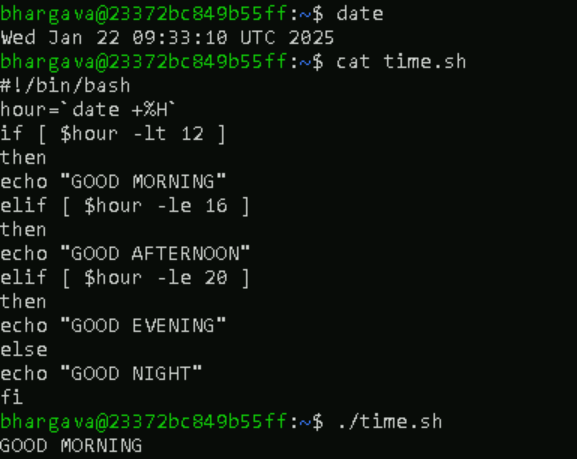 bhargava@23372bc849b55ff:~$ date
Wed Jan 22 09:33:10 UTC 2025
bhargava@23372bc849b55ff:~$ cat time.sh
#!/bin/bash
hour=`date +%H`
if [ $hour -lt 12 ]
then
echo "GOOD MORNING"
elif [ $hour -le 16 ]
then
echo "GOOD AFTERNOON"
elif [ $hour -le 20 ]
then
echo "GOOD EVENING"
else
echo "GOOD NIGHT"
fi
bhargava@23372bc849b55ff:~$ ./time.sh
GOOD MORNING